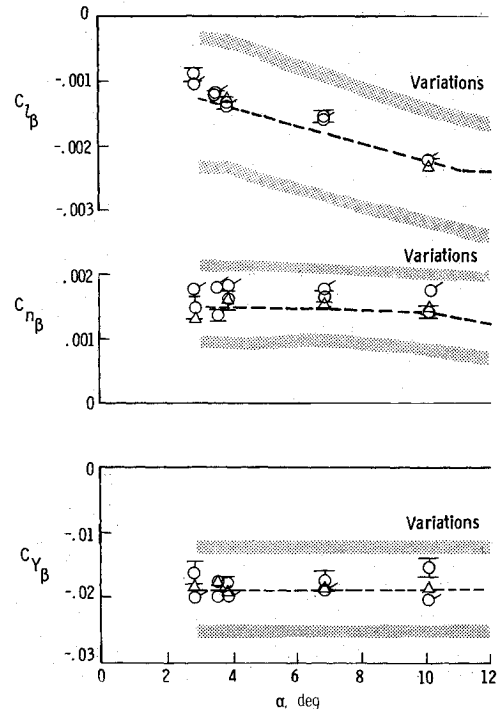 0
-.001
-.002
-.003
C_lβ
Variations
.002
.001
0
C_nβ
Variations
0
-.01
-.02
-.03
C_Yβ
Variations
0 2 4 6 8 10 12
α, deg